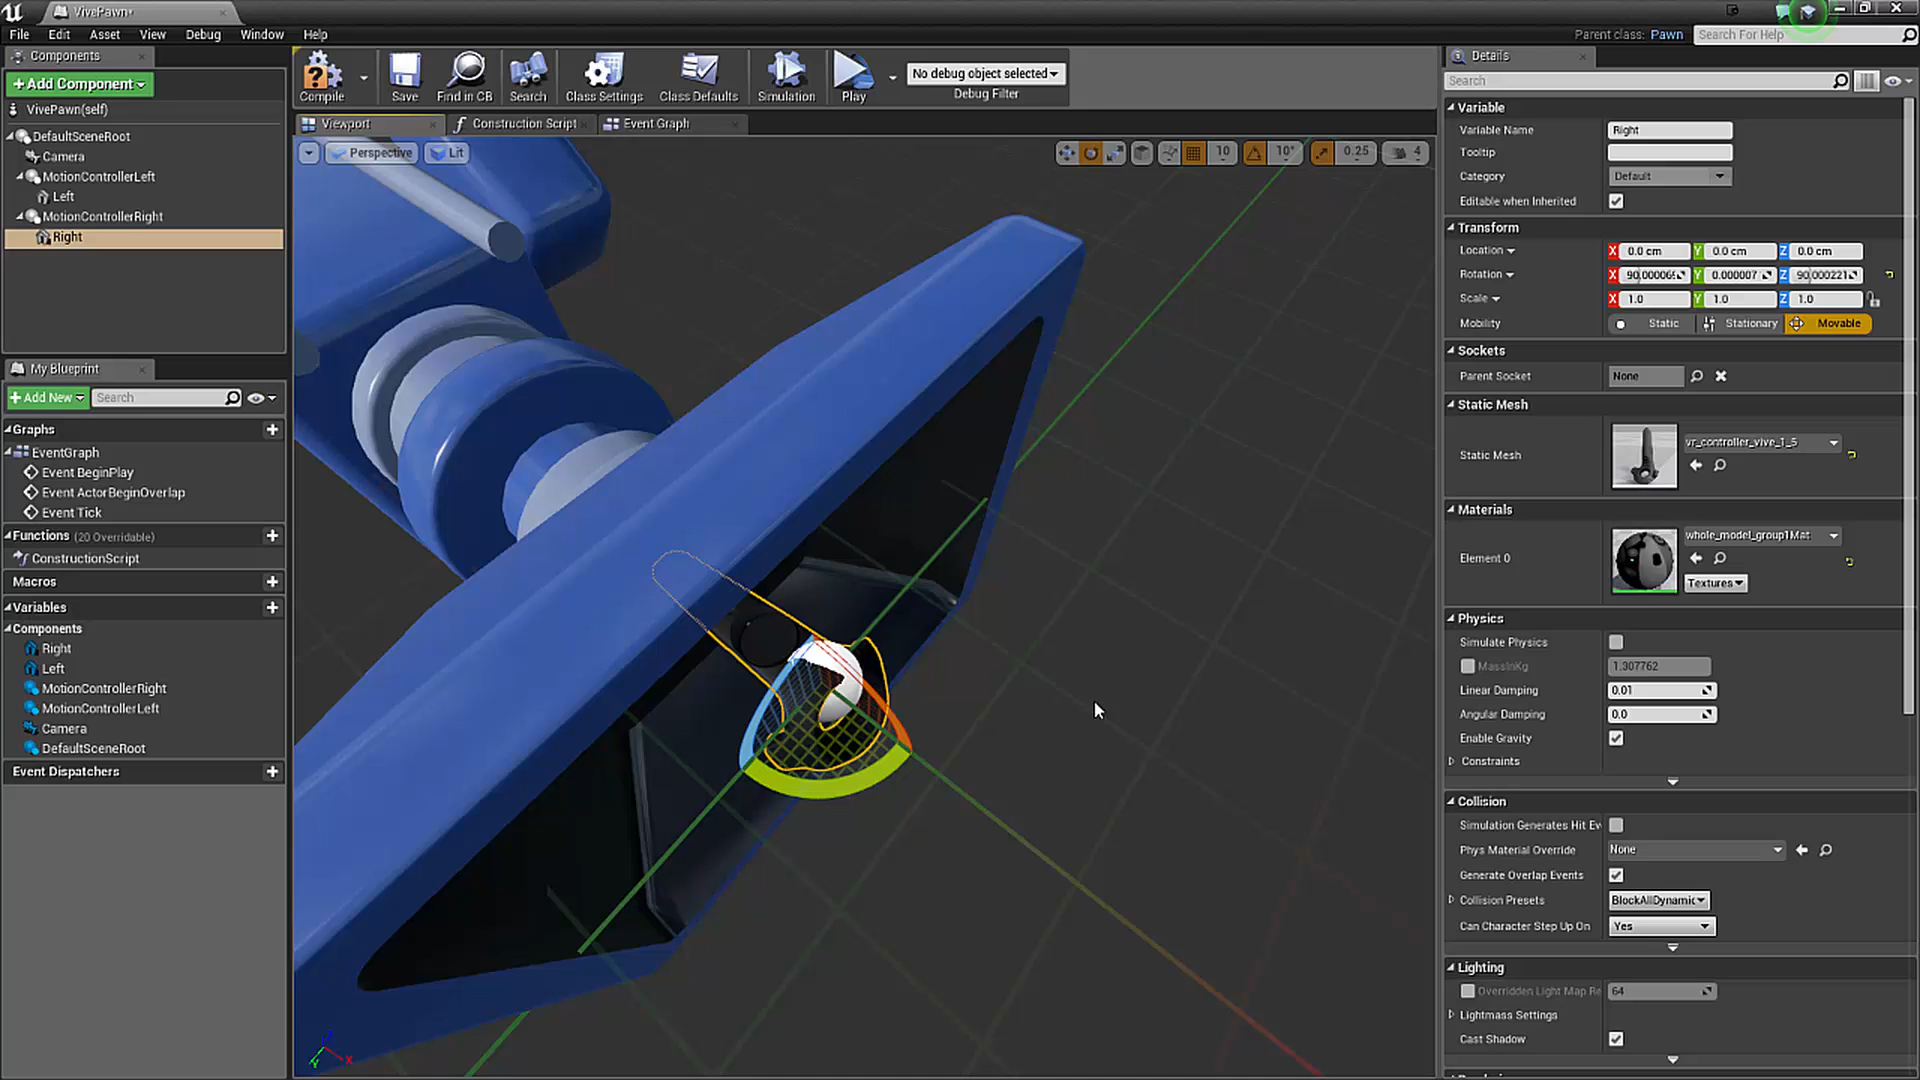 VivePawn*
File Edit Asset View Debug Window Help
Parent class: Pawn
Search For Help
Components
+Add Component
VivePawn(self)
DefaultSceneRoot
Camera
MotionControllerLeft
Left
MotionControllerRight
Right
My Blueprint
+Add New
Search
Graphs
EventGraph
Event BeginPlay
Event ActorBeginOverlap
Event Tick
Functions (20 Overridable)
ConstructionScript
Macros
Variables
Components
Right
Left
MotionControllerRight
MotionControllerLeft
Camera
DefaultSceneRoot
Event Dispatchers
Compile
Save
Find in CB
Search
Class Settings
Class Defaults
Simulation
Play
No debug object selected
Debug Filter
Viewport
Construction Script
Event Graph
Perspective
Lit
10
10°
0.25
4
Z
X
Y
Details
Search
Variable
Variable Name Right
Tooltip
Category Default
Editable when Inherited
Transform
Location X 0.0 cm Y 0.0 cm Z 0.0 cm
Rotation X 90.00006 Y 0.000007 Z 90.000221
Scale X 1.0 Y 1.0 Z 1.0
Mobility Static Stationary Movable
Sockets
Parent Socket None
Static Mesh
Static Mesh vr_controller_vive_1_5
Materials
Element 0 whole_model_group1Mat
Textures
Physics
Simulate Physics
MassInKg 1.307762
Linear Damping 0.01
Angular Damping 0.0
Enable Gravity
Constraints
Collision
Simulation Generates Hit Ev
Phys Material Override None
Generate Overlap Events
Collision Presets BlockAllDynamic
Can Character Step Up On Yes
Lighting
Overridden Light Map Re 64
Lightmass Settings
Cast Shadow